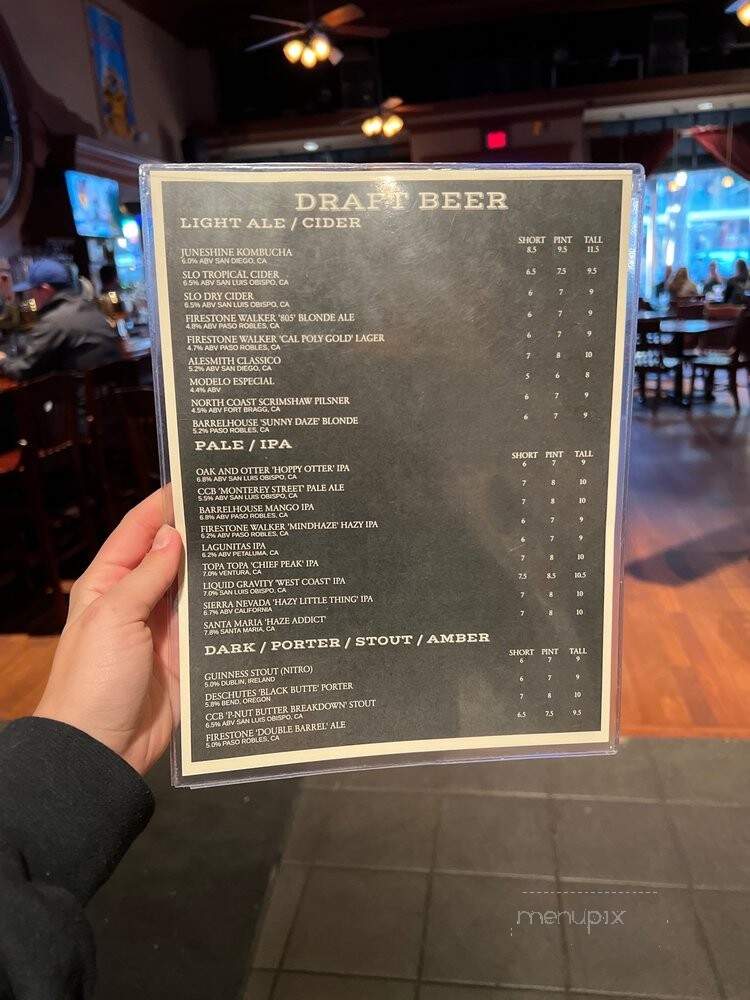 DRAFT BEER
LIGHT ALE / CIDER
SHORT PINT TALL
JUNESHINE KOMBUCHA 8.5 9.5 11.5
6.0% ABV SAN DIEGO, CA
SLO TROPICAL CIDER 6.5 7.5 9.5
6.5% ABV SAN LUIS OBISPO, CA
SLO DRY CIDER 6 7 9
6.5% ABV SAN LUIS OBISPO, CA
FIRESTONE WALKER '805' BLONDE ALE 6 7 9
4.8% ABV PASO ROBLES, CA
FIRESTONE WALKER 'CAL POLY GOLD' LAGER 6 7 9
4.7% ABV PASO ROBLES, CA
ALESMITH CLASSICO 7 8 10
5.2% ABV SAN DIEGO, CA
MODELO ESPECIAL 5 6 8
4.4% ABV
NORTH COAST SCRIMSHAW PILSNER 6 7 9
4.5% ABV FORT BRAGG, CA
BARRELHOUSE 'SUNNY DAZE' BLONDE 6 7 9
5.2% PASO ROBLES, CA
PALE / IPA
SHORT PINT TALL
OAK AND OTTER 'HOPPY OTTER' IPA 6 7 9
6.8% ABV SAN LUIS OBISPO, CA
CCB 'MONTEREY STREET' PALE ALE 7 8 10
5.5% ABV SAN LUIS OBISPO, CA
BARRELHOUSE MANGO IPA 7 8 10
6.8% ABV PASO ROBLES, CA
FIRESTONE WALKER 'MINDHAZE' HAZY IPA 6 7 9
6.2% ABV PASO ROBLES, CA
LAGUNITAS IPA 6 7 9
6.2% ABV PETALUMA, CA
TOPA TOPA 'CHIEF PEAK' IPA 7 8 10
7.0% VENTURA, CA
LIQUID GRAVITY 'WEST COAST' IPA 7.5 8.5 10.5
7.0% SAN LUIS OBISPO, CA
SIERRA NEVADA 'HAZY LITTLE THING' IPA 7 8 10
6.7% ABV CALIFORNIA
SANTA MARIA 'HAZE ADDICT' 7 8 10
7.8% SANTA MARIA, CA
DARK / PORTER / STOUT / AMBER
SHORT PINT TALL
GUINNESS STOUT (NITRO) 6 7 9
5.0% DUBLIN, IRELAND
DESCHUTES 'BLACK BUTTE' PORTER 6 7 9
5.8% BEND, OREGON
CCB 'P-NUT BUTTER BREAKDOWN' STOUT 7 8 10
6.5% ABV SAN LUIS OBISPO, CA
FIRESTONE 'DOUBLE BARREL' ALE 6.5 7.5 9.5
5.0% PASO ROBLES, CA
menupix